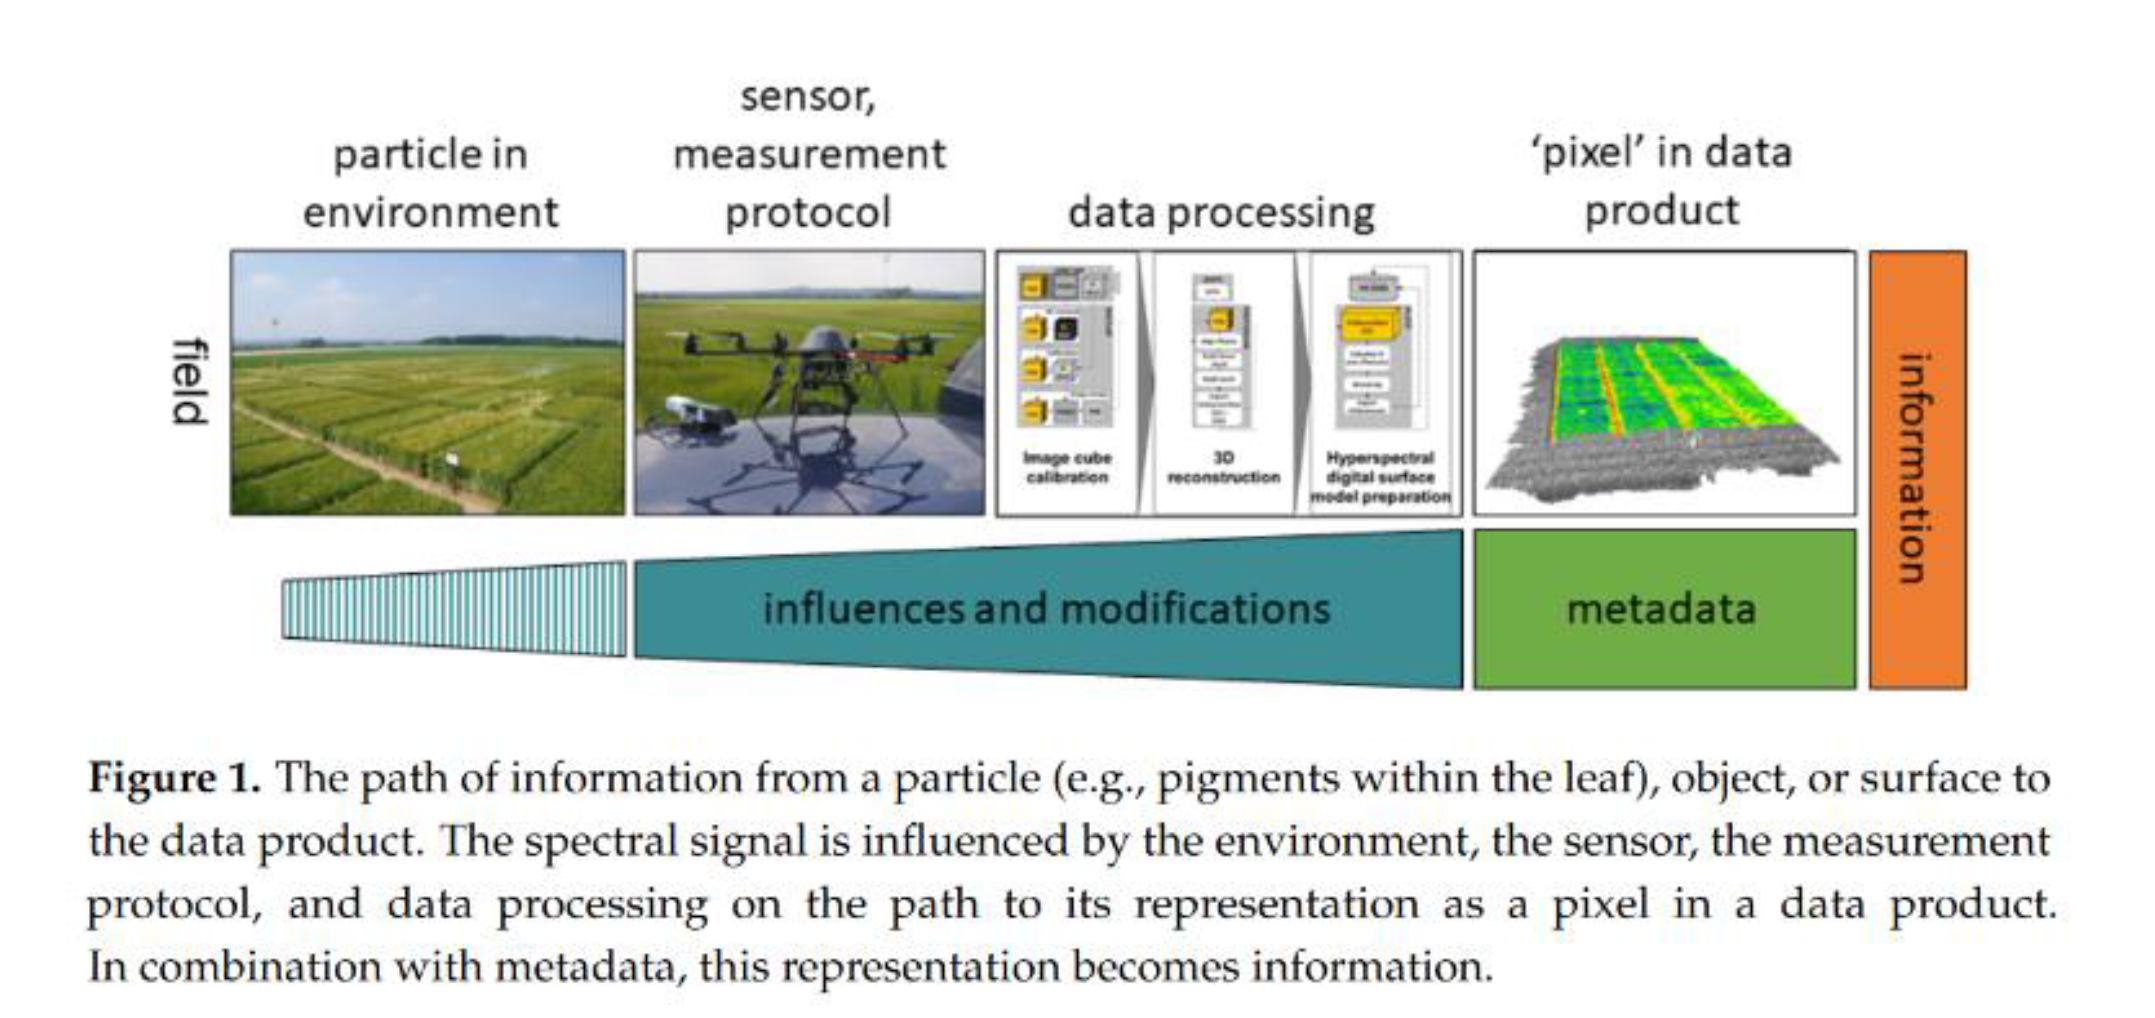 sensor,
particle in
measurement
'pixel' in data
environment
protocol
data processing
product
field
Image cube
calibration
3D
reconstruction
Hyperspectral
digital surface
model preparation
information
influences and modifications
metadata
Figure 1. The path of information from a particle (e.g., pigments within the leaf), object, or surface to
the data product. The spectral signal is influenced by the environment, the sensor, the measurement
protocol, and data processing on the path to its representation as a pixel in a data product.
In combination with metadata, this representation becomes information.